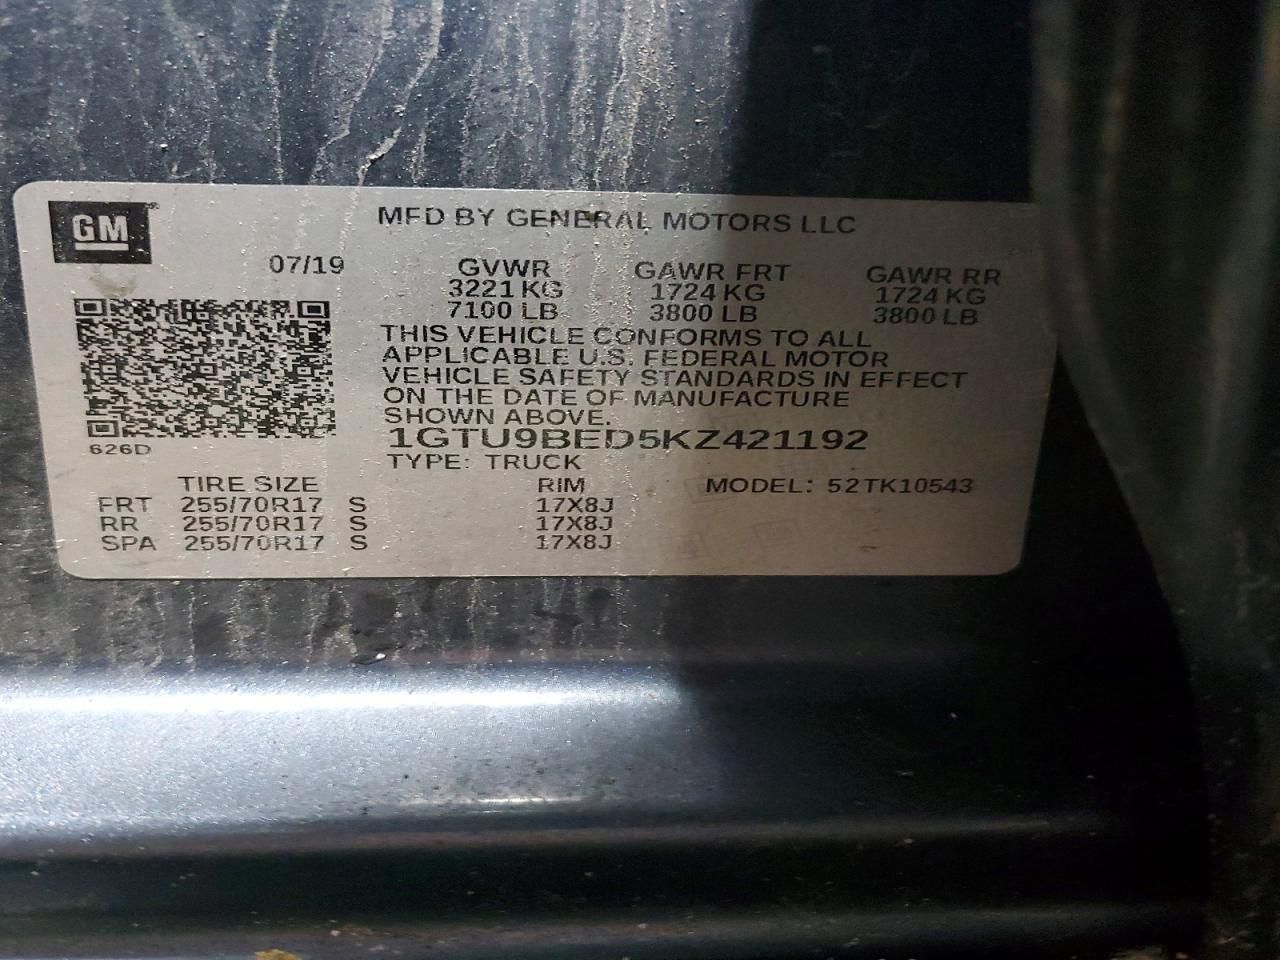 GM
MFD BY GENERAL MOTORS LLC
07/19 GVWR GAWR FRT GAWR RR
3221 KG 1724 KG 1724 KG
7100 LB 3800 LB 3800 LB
THIS VEHICLE CONFORMS TO ALL
APPLICABLE U.S. FEDERAL MOTOR
VEHICLE SAFETY STANDARDS IN EFFECT
ON THE DATE OF MANUFACTURE
SHOWN ABOVE.
1GTU9BED5KZ421192
626D
TYPE: TRUCK
TIRE SIZE RIM MODEL: 52TK10543
FRT 255/70R17 S 17X8J
RR 255/70R17 S 17X8J
SPA 255/70R17 S 17X8J